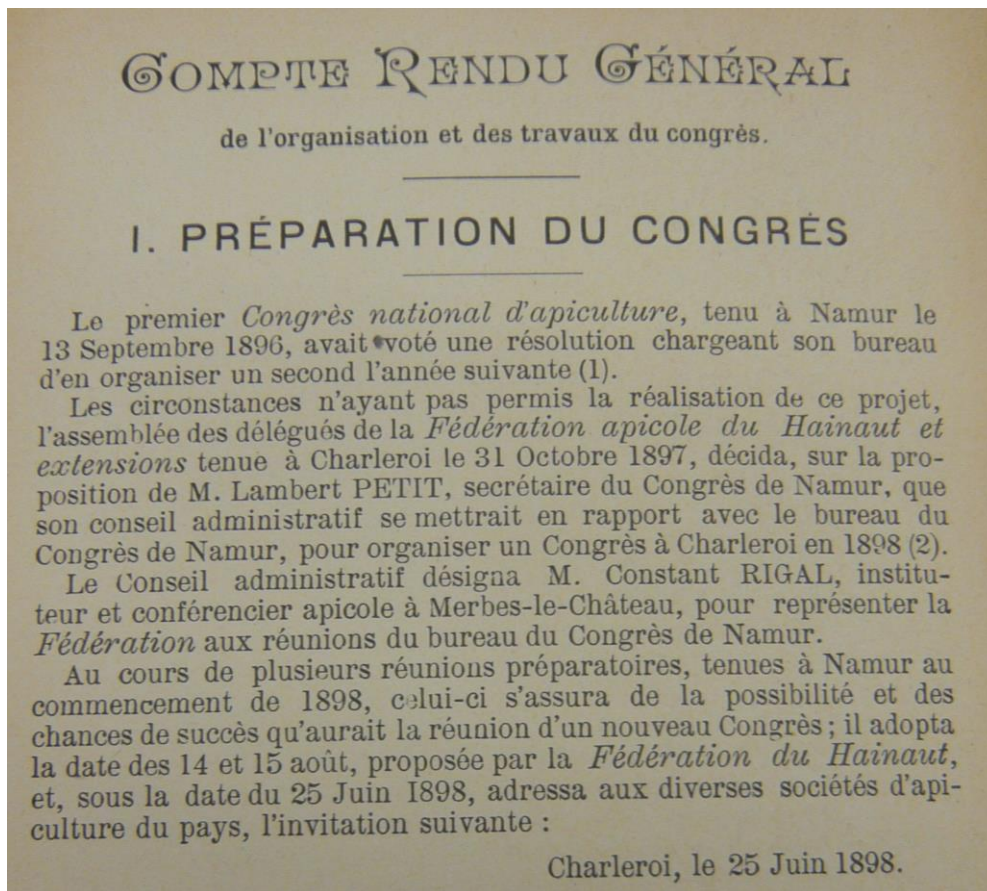 COMPTE RENDU GÉNÉRAL
de l'organisation et des travaux du congrès.
I. PRÉPARATION DU CONGRÈS
Le premier Congrès national d'apiculture, tenu à Namur le
13 Septembre 1896, avait voté une résolution chargeant son bureau
d'en organiser un second l'année suivante (1).
Les circonstances n'ayant pas permis la réalisation de ce projet,
l'assemblée des délégués de la Fédération apicole du Hainaut et
extensions tenue à Charleroi le 31 Octobre 1897, décida, sur la pro-
position de M. Lambert PETIT, secrétaire du Congrès de Namur, que
son conseil administratif se mettrait en rapport avec le bureau du
Congrès de Namur, pour organiser un Congrès à Charleroi en 1898 (2).
Le Conseil administratif désigna M. Constant RIGAL, institu-
teur et conférencier apicole à Merbes-le-Château, pour représenter la
Fédération aux réunions du bureau du Congrès de Namur.
Au cours de plusieurs réunions préparatoires, tenues à Namur au
commencement de 1898, celui-ci s'assura de la possibilité et des
chances de succès qu'aurait la réunion d'un nouveau Congrès ; il adopta
la date des 14 et 15 août, proposée par la Fédération du Hainaut,
et, sous la date du 25 Juin 1898, adressa aux diverses sociétés d'api-
culture du pays, l'invitation suivante :
Charleroi, le 25 Juin 1898.